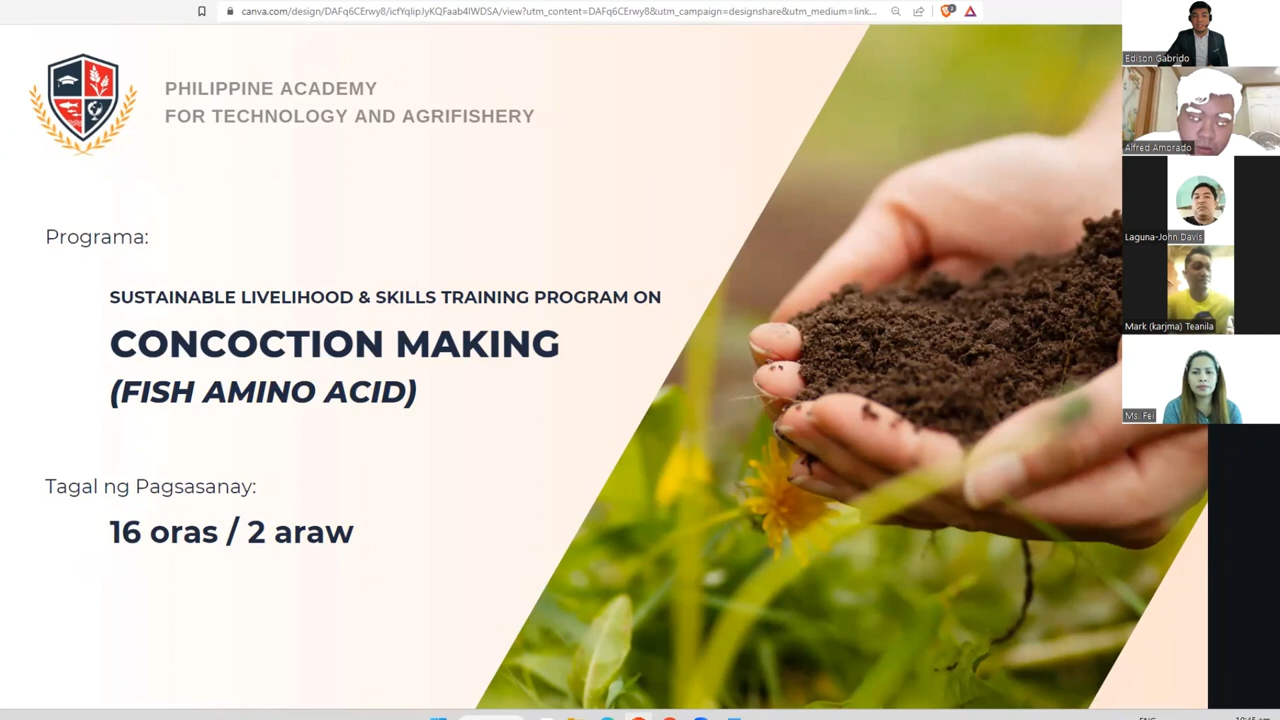 canva.com/design/DAFq6CErwy8/icfYqlipJyKQFaab4IWDSA/view?utm_content=DAFq6CErwy8&utm_campaign=designshare&utm_medium=link...
PHILIPPINE ACADEMY
FOR TECHNOLOGY AND AGRIFISHERY
Programa:
SUSTAINABLE LIVELIHOOD & SKILLS TRAINING PROGRAM ON
CONCOCTION MAKING
(FISH AMINO ACID)
Tagal ng Pagsasanay:
16 oras / 2 araw
Edison Gabrido
Alfred Amorado
Laguna-John Davis
Mark (karjma) Teanila
Ms. Fei